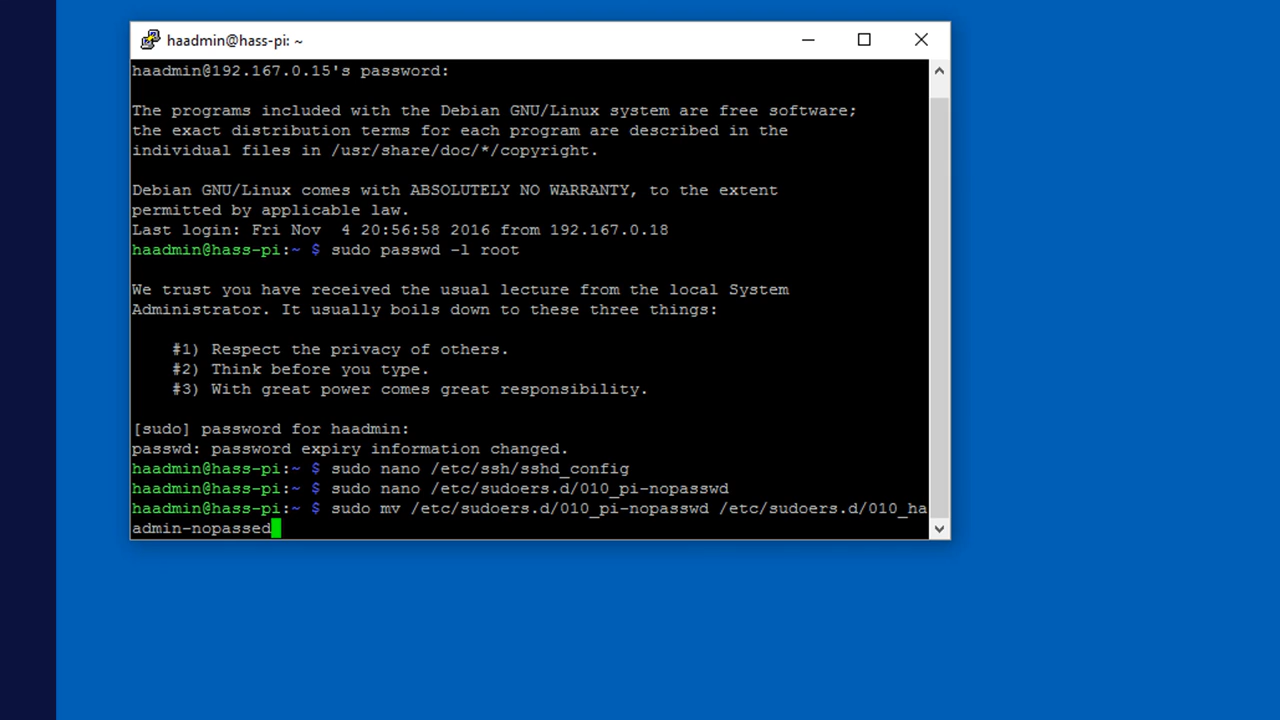 haadmin@hass-pi: ~
haadmin@192.167.0.15's password:
The programs included with the Debian GNU/Linux system are free software;
the exact distribution terms for each program are described in the
individual files in /usr/share/doc/*/copyright.
Debian GNU/Linux comes with ABSOLUTELY NO WARRANTY, to the extent
permitted by applicable law.
Last login: Fri Nov  4 20:56:58 2016 from 192.167.0.18
haadmin@hass-pi:~ $ sudo passwd -l root
We trust you have received the usual lecture from the local System
Administrator. It usually boils down to these three things:
#1) Respect the privacy of others.
#2) Think before you type.
#3) With great power comes great responsibility.
[sudo] password for haadmin:
passwd: password expiry information changed.
haadmin@hass-pi:~ $ sudo nano /etc/ssh/sshd_config
haadmin@hass-pi:~ $ sudo nano /etc/sudoers.d/010_pi-nopasswd
haadmin@hass-pi:~ $ sudo mv /etc/sudoers.d/010_pi-nopasswd /etc/sudoers.d/010_ha
admin-nopassed